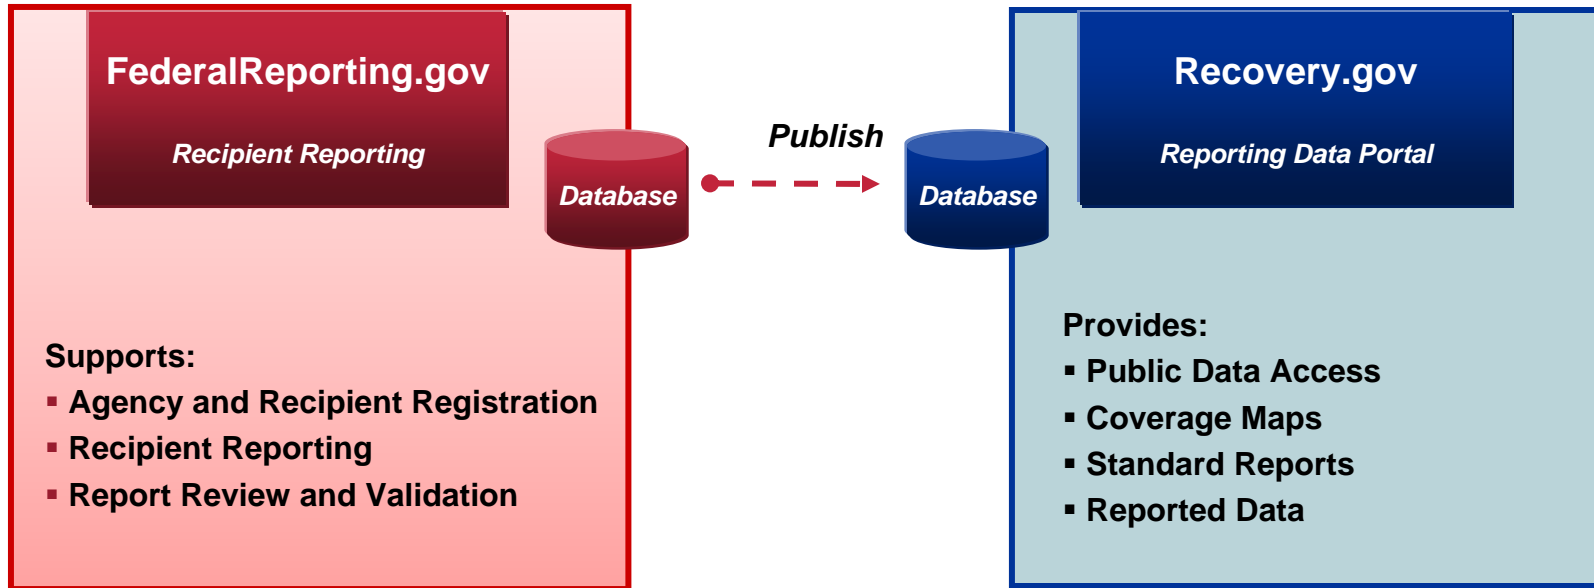 FederalReporting.gov
Recipient Reporting
Database
Supports:
▪ Agency and Recipient Registration
▪ Recipient Reporting
▪ Report Review and Validation
Publish
Recovery.gov
Reporting Data Portal
Database
Provides:
▪ Public Data Access
▪ Coverage Maps
▪ Standard Reports
▪ Reported Data